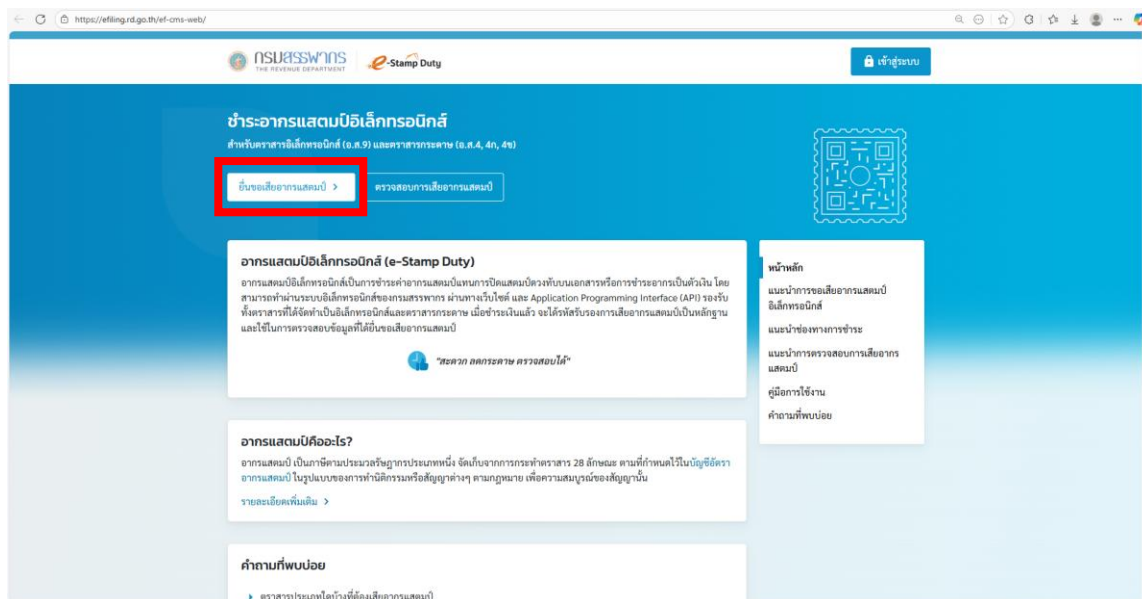 https://efiling.rd.go.th/ef-cms-web/
กรมสรรพากร
THE REVENUE DEPARTMENT
e-Stamp Duty
เข้าสู่ระบบ
ชำระอากรแสตมป์อิเล็กทรอนิกส์
สำหรับตราสารอิเล็กทรอนิกส์ (อ.ส.9) และตราสารกระดาษ (อ.ส.4, 4ก, 4ข)
ยื่นขอเสียอากรแสตมป์ >
ตรวจสอบการเสียอากรแสตมป์
อากรแสตมป์อิเล็กทรอนิกส์ (e-Stamp Duty)
อากรแสตมป์อิเล็กทรอนิกส์เป็นการชำระค่าอากรแสตมป์แทนการปิดแสตมป์ดวงทับบนเอกสารหรือการชำระอากรเป็นตัวเงิน โดย
สามารถทำผ่านระบบอิเล็กทรอนิกส์ของกรมสรรพากร ผ่านทางเว็บไซต์ และ Application Programming Interface (API) รองรับ
ทั้งตราสารที่ได้จัดทำเป็นอิเล็กทรอนิกส์และตราสารกระดาษ เมื่อชำระเงินแล้ว จะได้รหัสรับรองการเสียอากรแสตมป์เป็นหลักฐาน
และใช้ในการตรวจสอบข้อมูลที่ได้ยื่นขอเสียอากรแสตมป์
"สะดวก ลดกระดาษ ตรวจสอบได้"
หน้าหลัก
แนะนำการขอเสียอากรแสตมป์
อิเล็กทรอนิกส์
แนะนำช่องทางการชำระ
แนะนำการตรวจสอบการเสียอากร
แสตมป์
คู่มือการใช้งาน
คำถามที่พบบ่อย
อากรแสตมป์คืออะไร?
อากรแสตมป์ เป็นภาษีตามประมวลรัษฎากรประเภทหนึ่ง จัดเก็บจากการกระทำตราสาร 28 ลักษณะ ตามที่กำหนดไว้ในบัญชีอัตรา
อากรแสตมป์ ในรูปแบบของการทำนิติกรรมหรือสัญญาต่างๆ ตามกฎหมาย เพื่อความสมบูรณ์ของสัญญานั้น
รายละเอียดเพิ่มเติม >
คำถามที่พบบ่อย
ตราสารประเภทใดบ้างที่ต้องเสียอากรแสตมป์